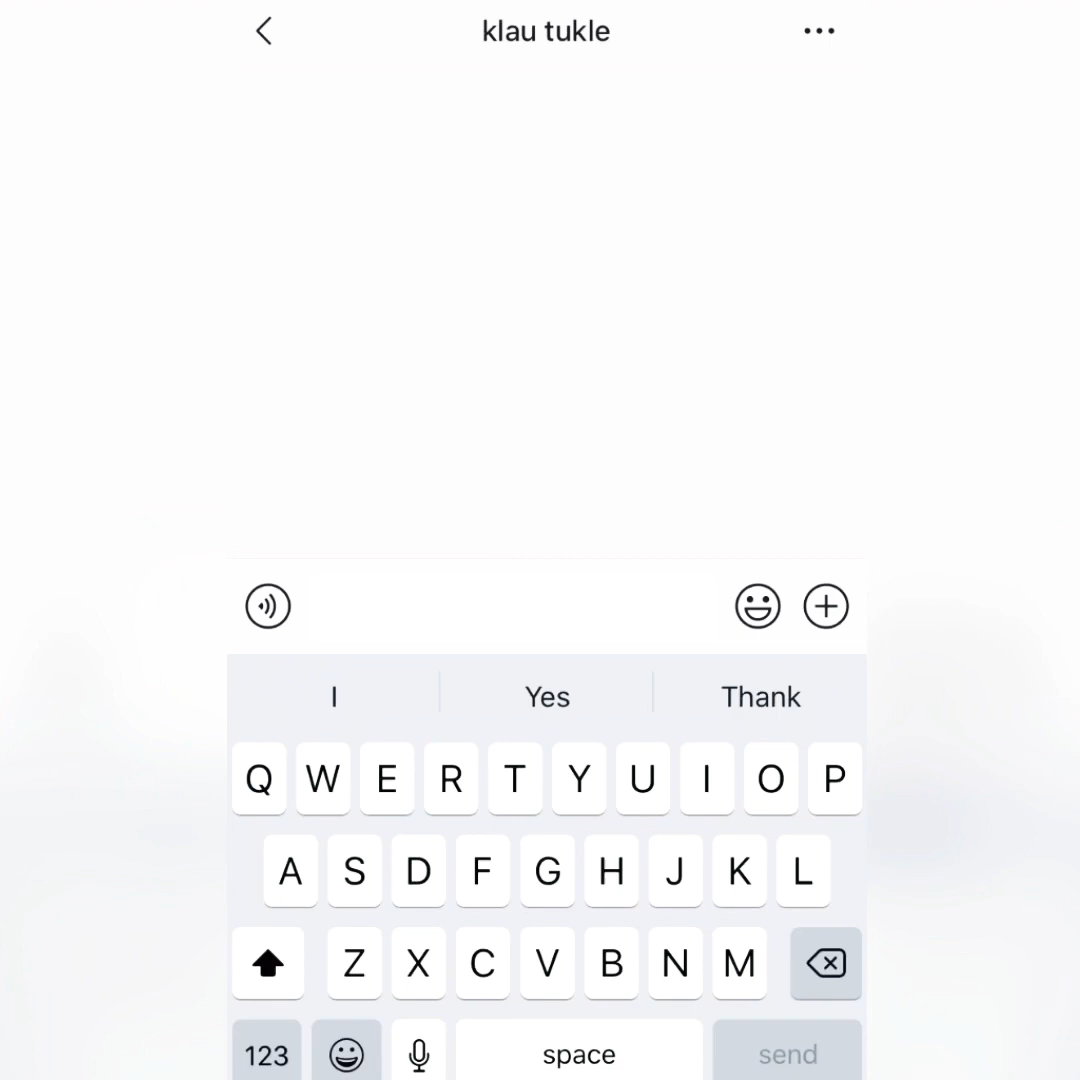 klau tukle
I Yes Thank
Q W E R T Y U I O P
A S D F G H J K L
Z X C V B N M
123 space send